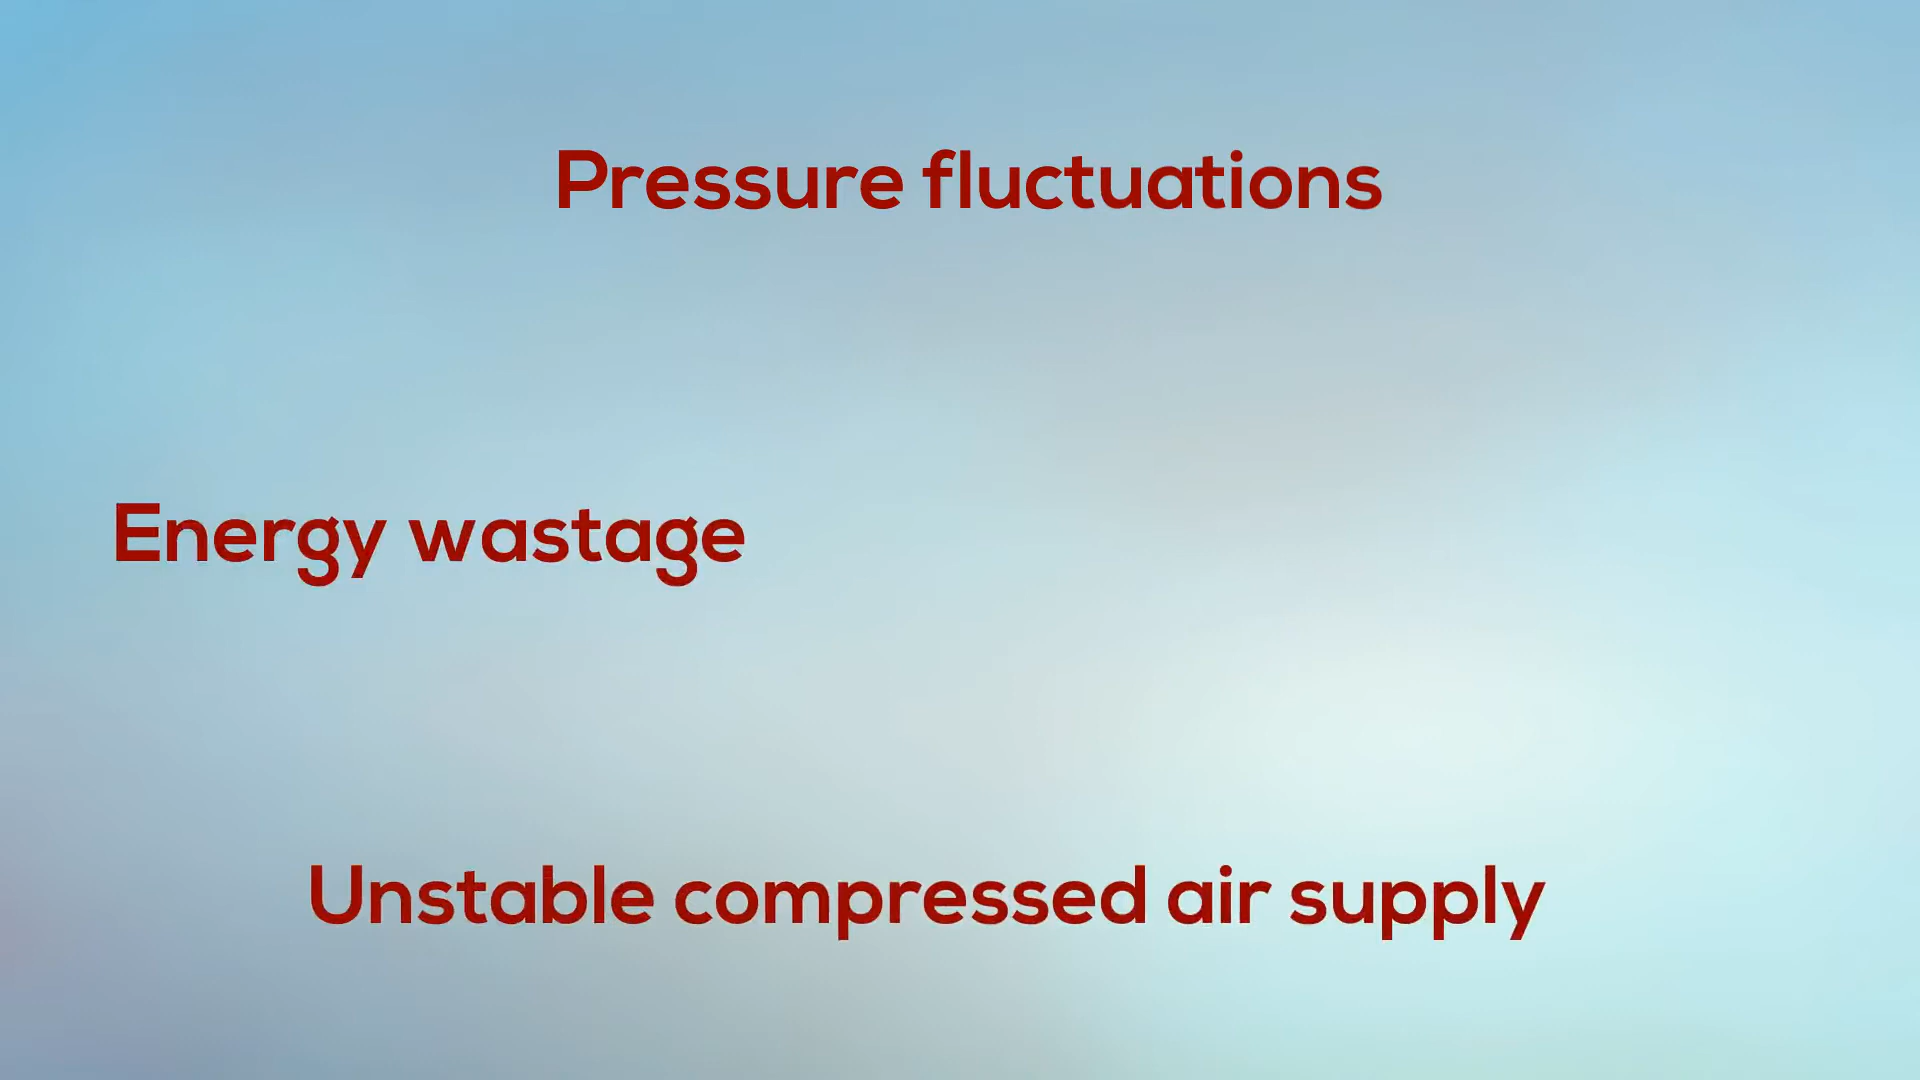 Pressure fluctuations
Energy wastage
Unstable compressed air supply